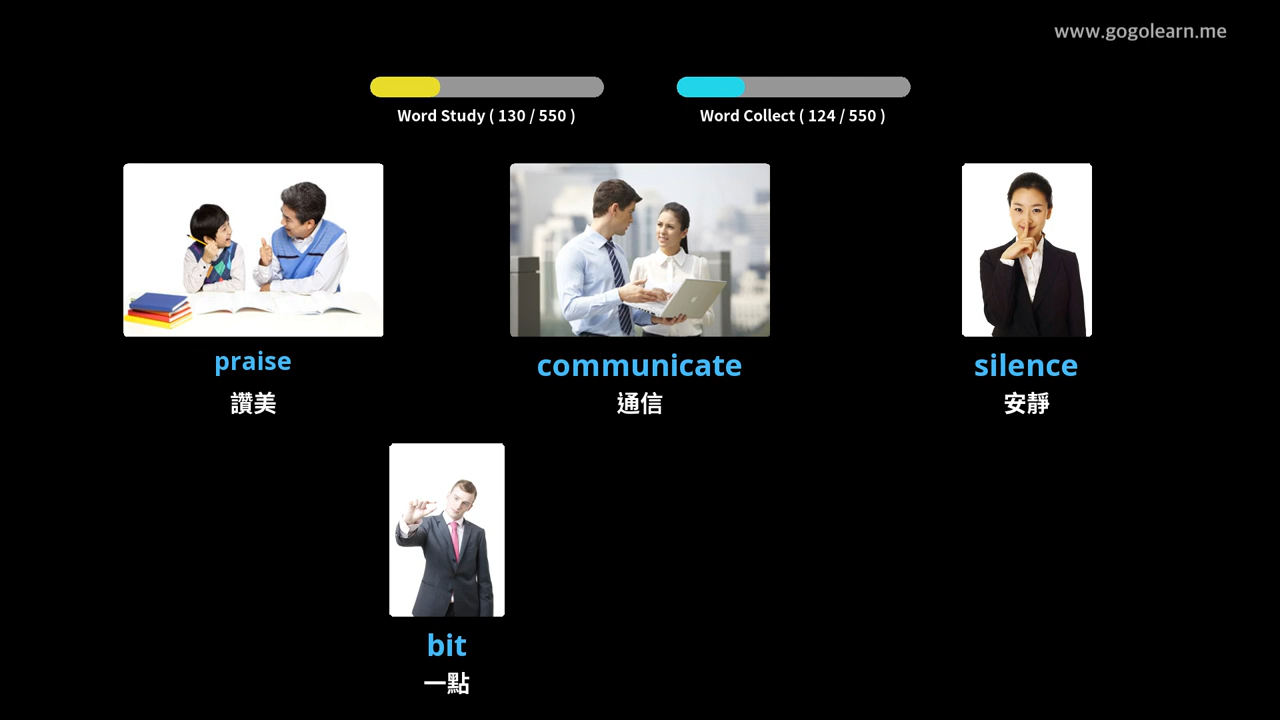 www.gogolearn.me
Word Study ( 130 / 550 )
Word Collect ( 124 / 550 )
praise
讚美
communicate
通信
silence
安靜
bit
一點